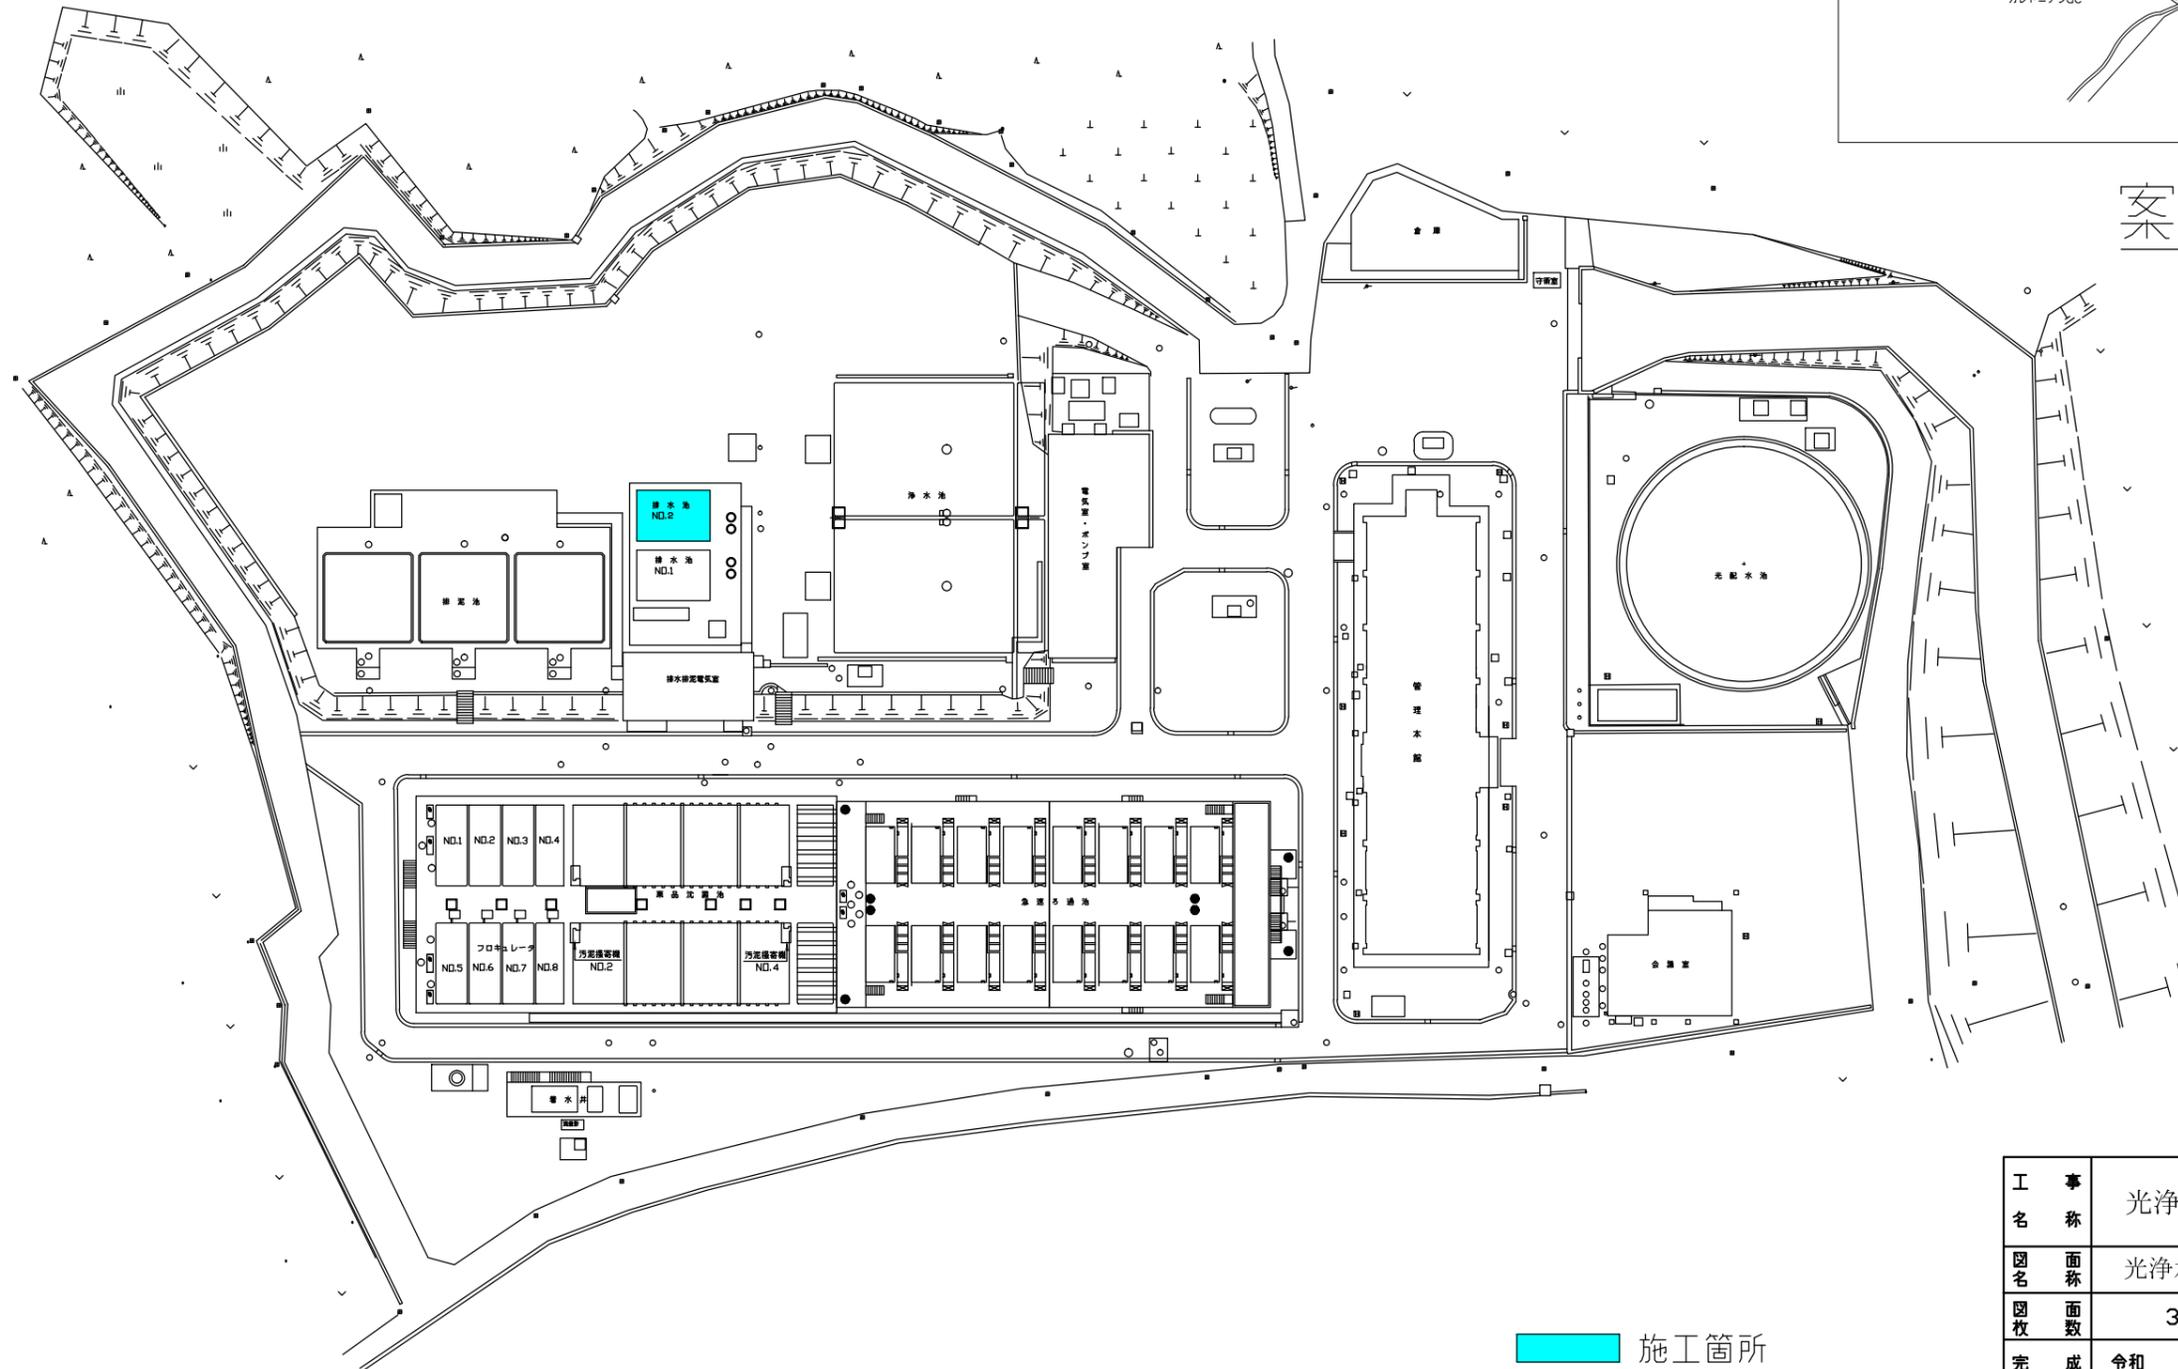 案
倉庫
守衛室
浄水池
電気室・ポンプ室
排水池
NO.2
排水池
NO.1
排泥池
光配水池
排水排泥電気室
管理本館
NO.1 NO.2 NO.3 NO.4
薬品沈澱池
急速ろ過池
フロキュレータ
NO.5 NO.6 NO.7 NO.8
汚泥掻寄機
NO.2
汚泥掻寄機
NO.4
会議室
着水井
工事名称 光浄
図面名称 光浄
図面枚数 3
完成 令和
施工箇所